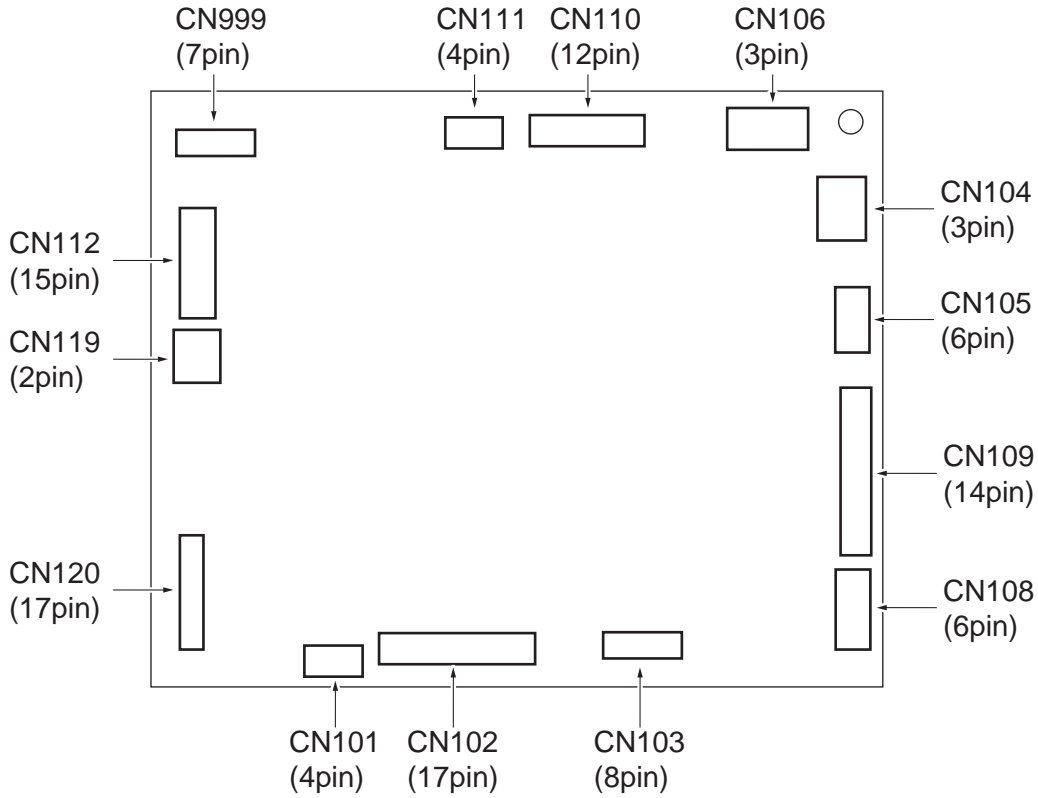 CN999
(7pin)
CN111
(4pin)
CN110
(12pin)
CN106
(3pin)
CN104
(3pin)
CN112
(15pin)
CN105
(6pin)
CN119
(2pin)
CN109
(14pin)
CN120
(17pin)
CN108
(6pin)
CN101
(4pin)
CN102
(17pin)
CN103
(8pin)